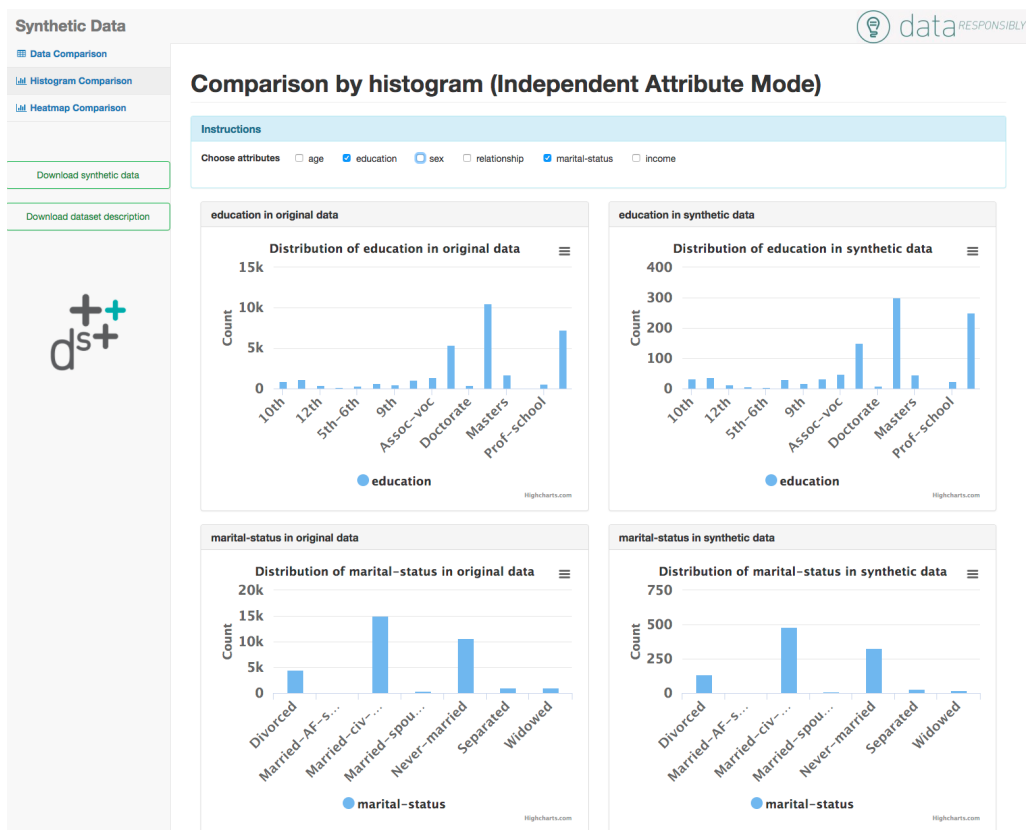 Synthetic Data
data RESPONSIBLY
Data Comparison
Histogram Comparison
Heatmap Comparison
Download synthetic data
Download dataset description
ds++
Comparison by histogram (Independent Attribute Mode)
Instructions
Choose attributes age education sex relationship marital-status income
education in original data
Distribution of education in original data
15k
10k
5k
0
Count
10th
12th
5th-6th
9th
Assoc-voc
Doctorate
Masters
Prof-school
education
Highcharts.com
education in synthetic data
Distribution of education in synthetic data
400
300
200
100
0
Count
10th
12th
5th-6th
9th
Assoc-voc
Doctorate
Masters
Prof-school
education
Highcharts.com
marital-status in original data
Distribution of marital-status in original data
20k
15k
10k
5k
0
Count
Divorced
Married-AF-s...
Married-civ-...
Married-spou...
Never-married
Separated
Widowed
marital-status
Highcharts.com
marital-status in synthetic data
Distribution of marital-status in synthetic data
750
500
250
0
Count
Divorced
Married-AF-s...
Married-civ-...
Married-spou...
Never-married
Separated
Widowed
marital-status
Highcharts.com